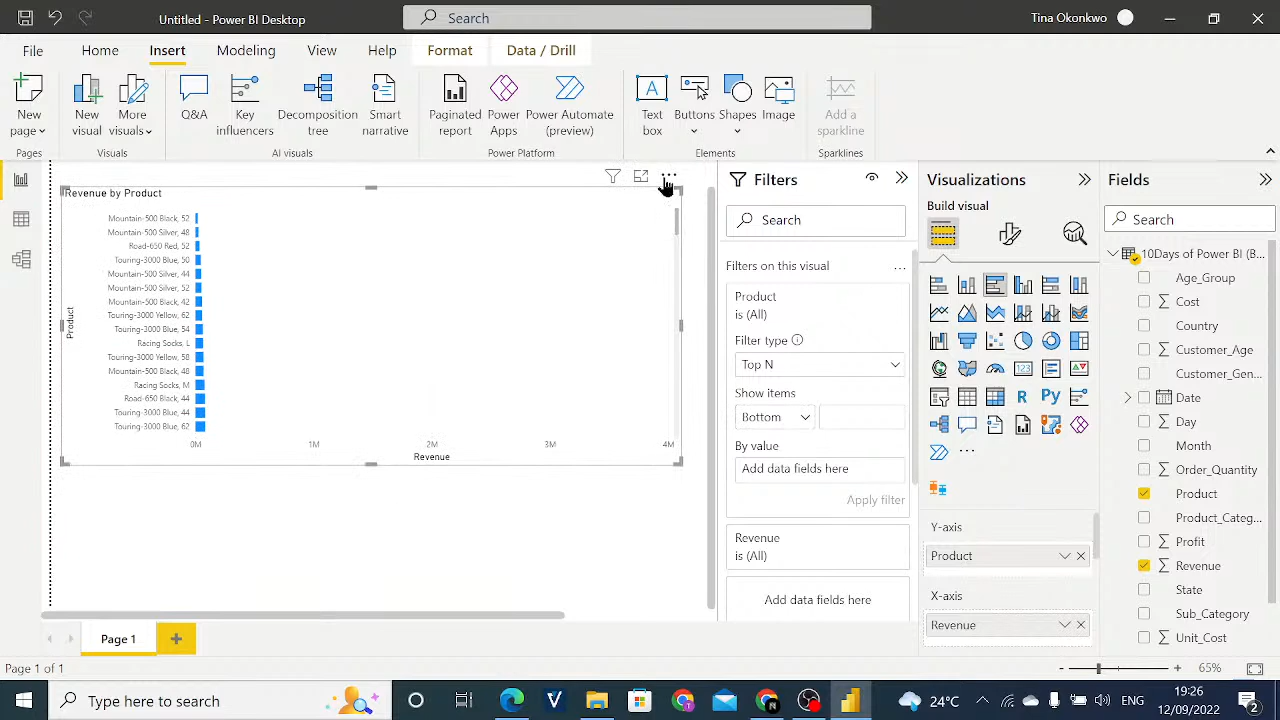 Untitled - Power BI Desktop
Search
Tina Okonkwo
File
Home
Insert
Modeling
View
Help
Format
Data / Drill
New page
New visual
More visuals
Q&A
Key influencers
Decomposition tree
Smart narrative
Paginated report
Power Apps
Power Automate (preview)
Text box
Buttons
Shapes
Image
Add a sparkline
Pages
Visuals
AI visuals
Power Platform
Elements
Sparklines
Revenue by Product
Mountain-500 Black, 52
Mountain-500 Silver, 48
Road-650 Red, 52
Touring-3000 Blue, 50
Mountain-500 Silver, 44
Mountain-500 Silver, 52
Mountain-500 Black, 42
Touring-3000 Yellow, 62
Touring-3000 Blue, 54
Racing Socks, L
Touring-3000 Yellow, 58
Mountain-500 Black, 48
Racing Socks, M
Road-650 Black, 44
Touring-3000 Blue, 44
Touring-3000 Blue, 62
Product
0M 1M 2M 3M 4M
Revenue
Filters
Search
Filters on this visual
...
Product
is (All)
Filter type
Top N
Show items
Bottom
By value
Add data fields here
Apply filter
Revenue
is (All)
Add data fields here
Visualizations
Build visual
R
Py
123
...
Y-axis
Product
X-axis
Revenue
Fields
Search
10Days of Power BI (B...
Age_Group
Cost
Country
Customer_Age
Customer_Gen...
Date
Day
Month
Order_Quantity
Product
Product_Categ...
Profit
Revenue
State
Sub_Category
Unit_Cost
Page 1
Page 1 of 1
- + 65%
Type here to search
24°C
ENG
19:26
12/09/2022
2